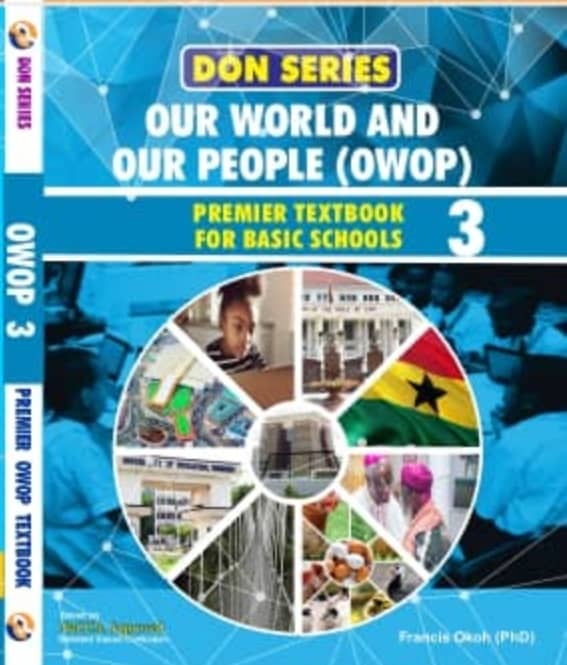 DON SERIES
OUR WORLD AND
OUR PEOPLE (OWOP)
PREMIER TEXTBOOK
FOR BASIC SCHOOLS
3
Francis Okoh (PhD)
DON SERIES
OWOP 3
PREMIER OWOP TEXTBOOK